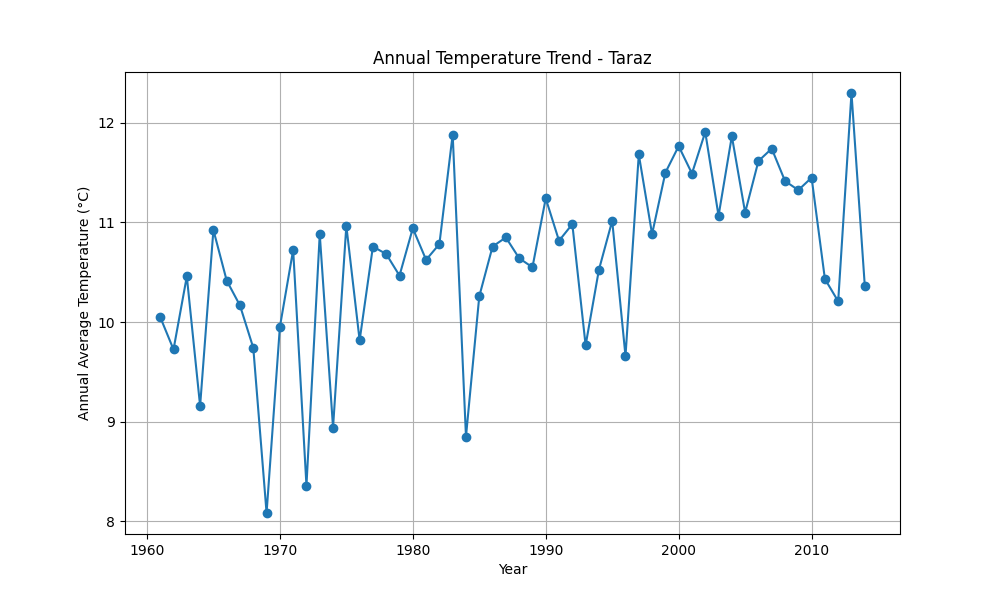 Annual Temperature Trend - Taraz
Annual Average Temperature (°C)
12
11
10
9
8
1960 1970 1980 1990 2000 2010
Year